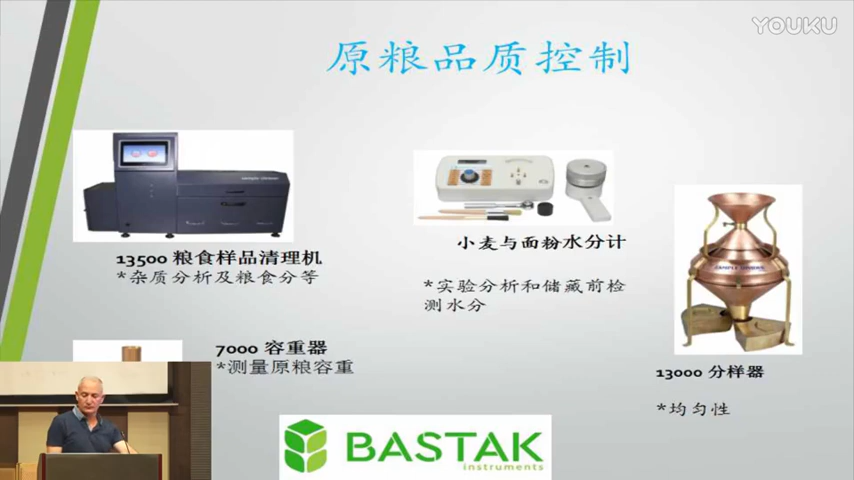 YOUKU
原粮品质控制
13500 粮食样品清理机
*杂质分析及粮食分等
小麦与面粉水分计
*实验分析和储藏前检
测水分
7000 容重器
*测量原粮容重
SAMPLE DIVIDER
13000 分样器
*均匀性
BASTAK
instruments